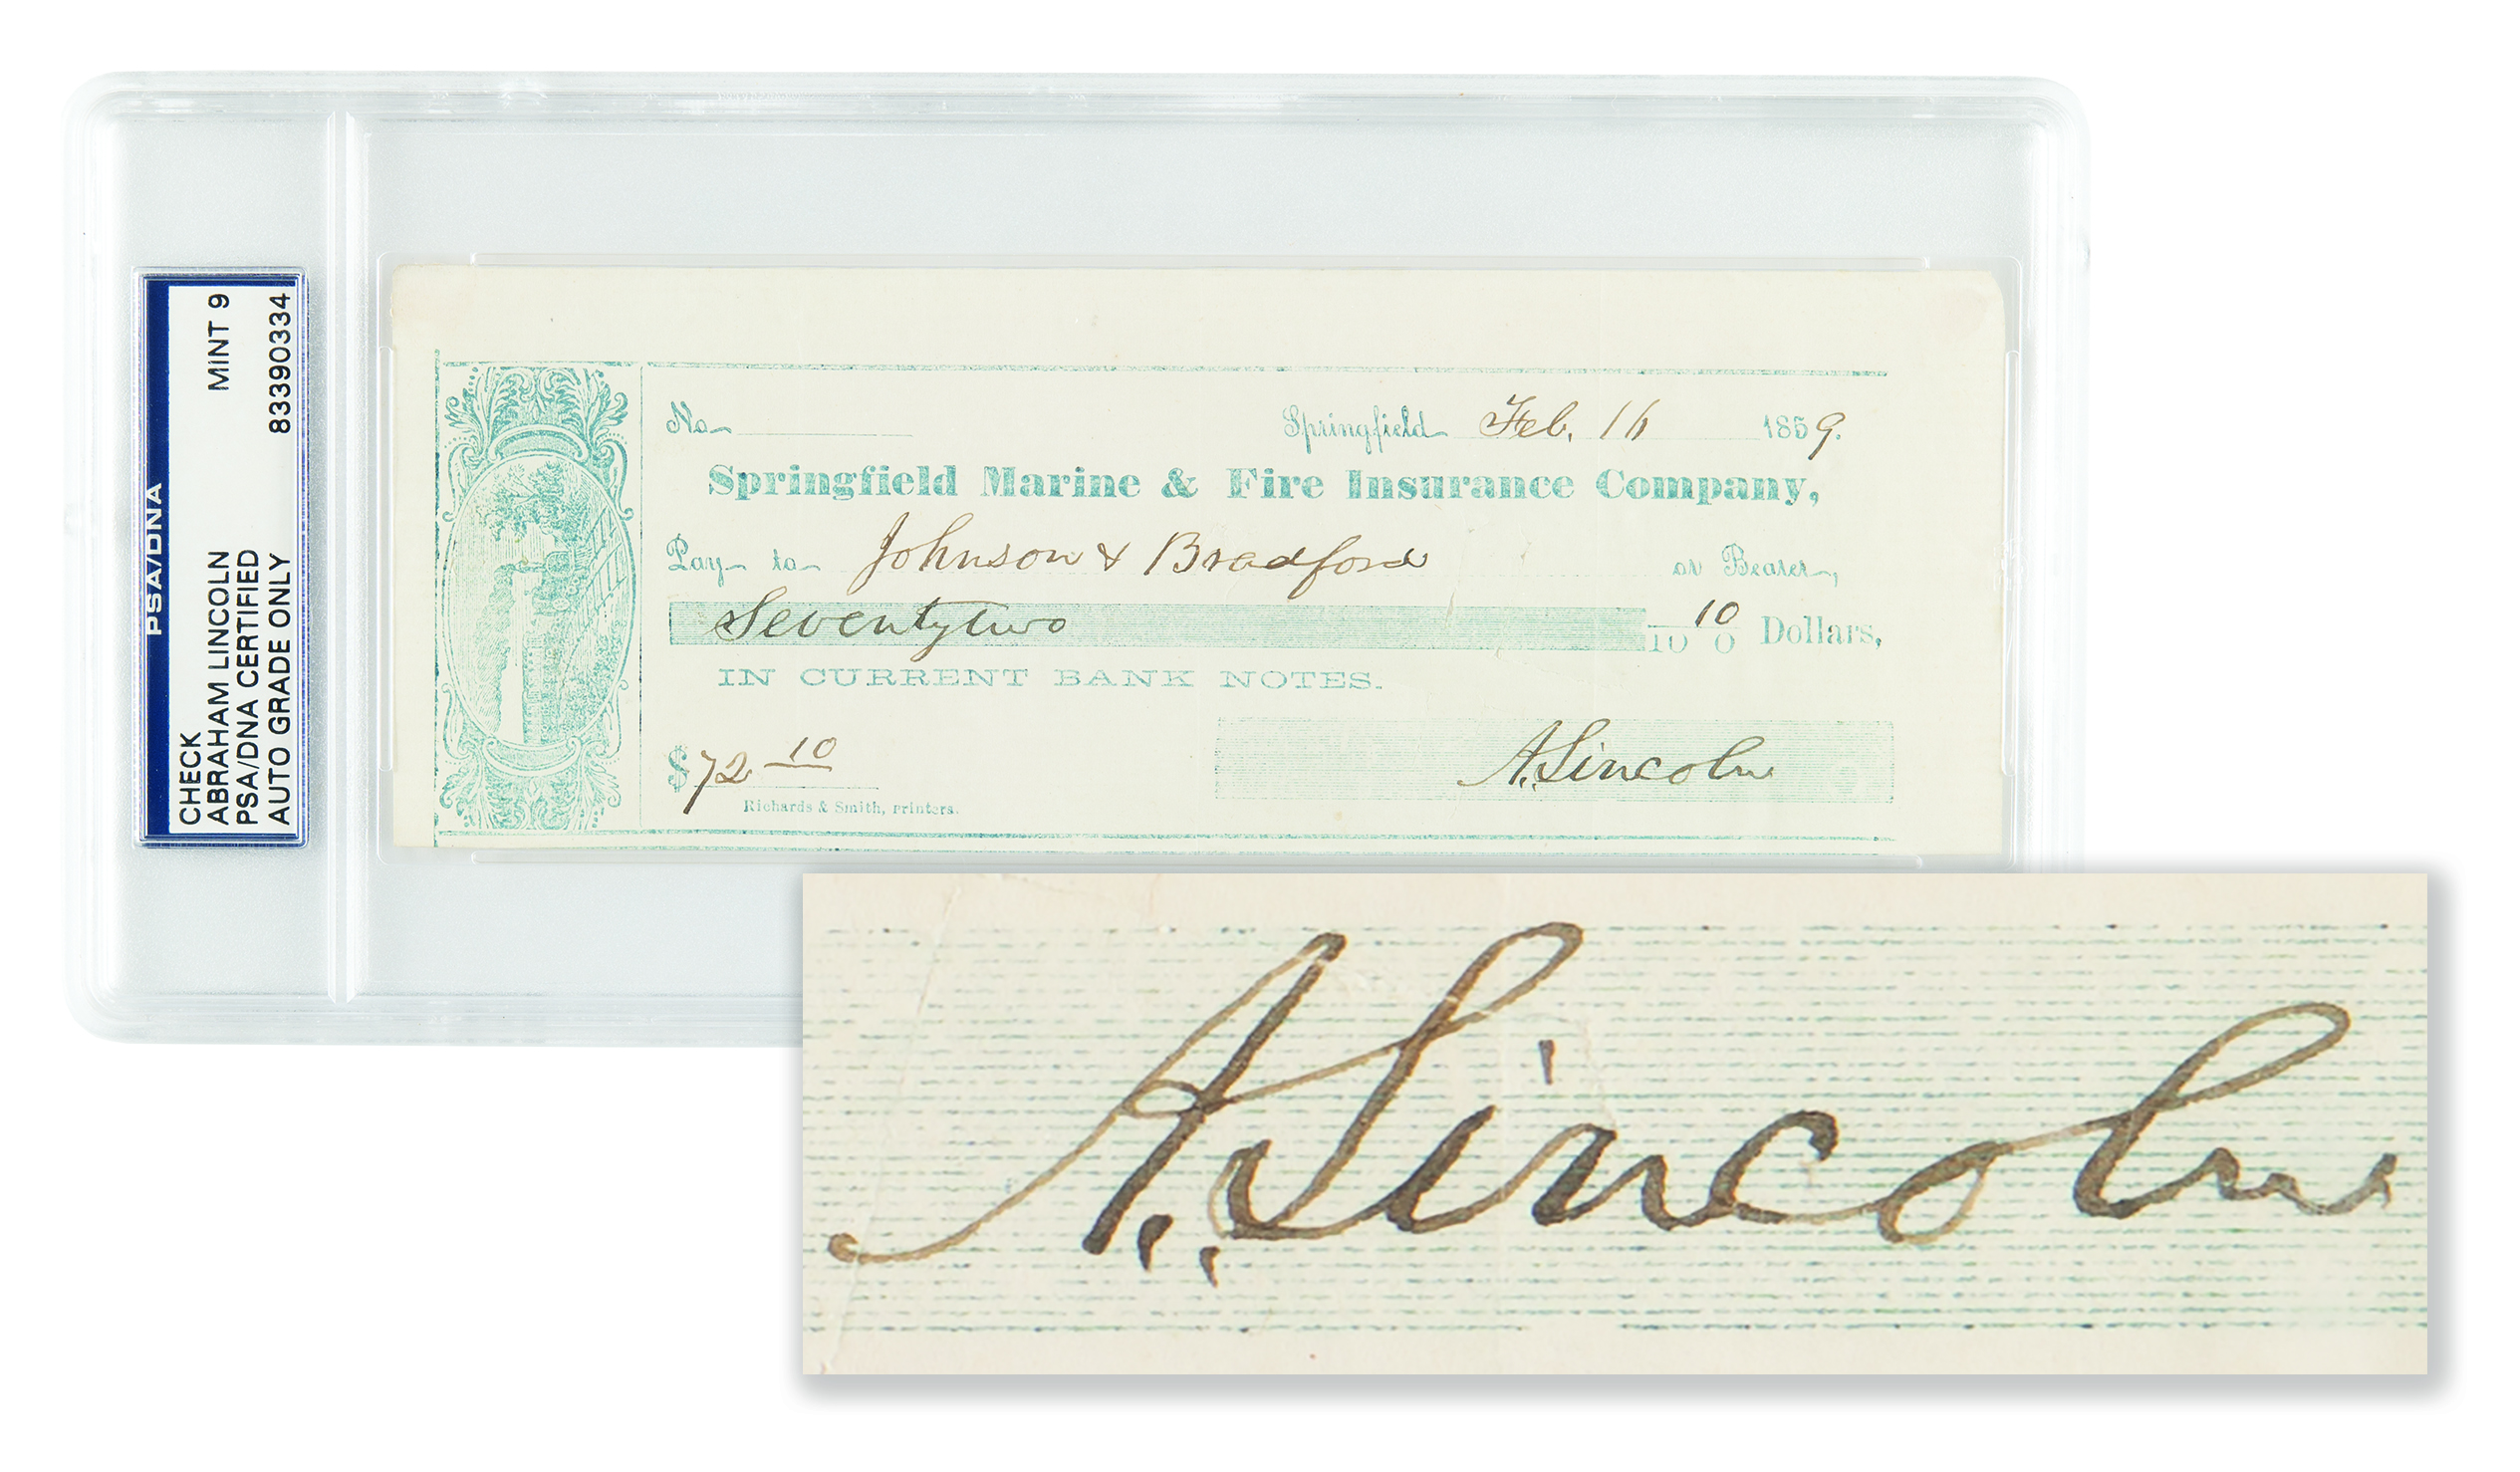 PSA/DNA
CHECK
ABRAHAM LINCOLN MINT 9
PSA/DNA CERTIFIED
AUTO GRADE ONLY 83390334
No. Springfield Feb. 16 1859.
Springfield Marine & Fire Insurance Company,
Pay to Johnson & Bradford or Bearer,
Seventytwo 10/100 Dollars,
IN CURRENT BANK NOTES.
$72 10
A. Lincoln
Richards & Smith, printers.
A. Lincoln